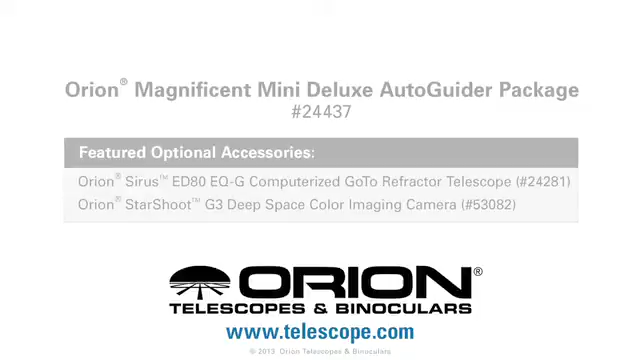 Orion® Magnificent Mini Deluxe AutoGuider Package
#24437
Featured Optional Accessories:
Orion® Sirus™ ED80 EQ-G Computerized GoTo Refractor Telescope (#24281)
Orion® StarShoot™ G3 Deep Space Color Imaging Camera (#53082)
ORION®
TELESCOPES & BINOCULARS
www.telescope.com
© 2013 Orion Telescopes & Binoculars